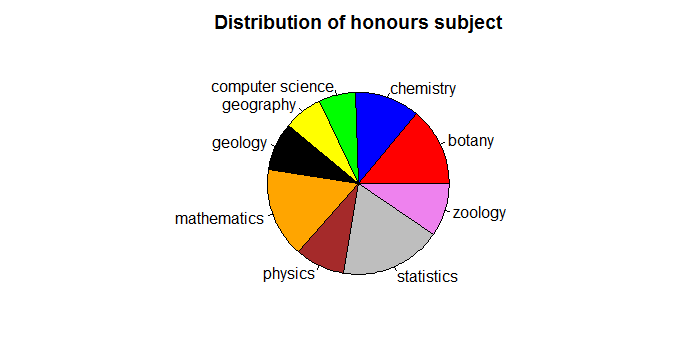 Distribution of honours subject
computer science
chemistry
geography
botany
geology
zoology
mathematics
physics
statistics